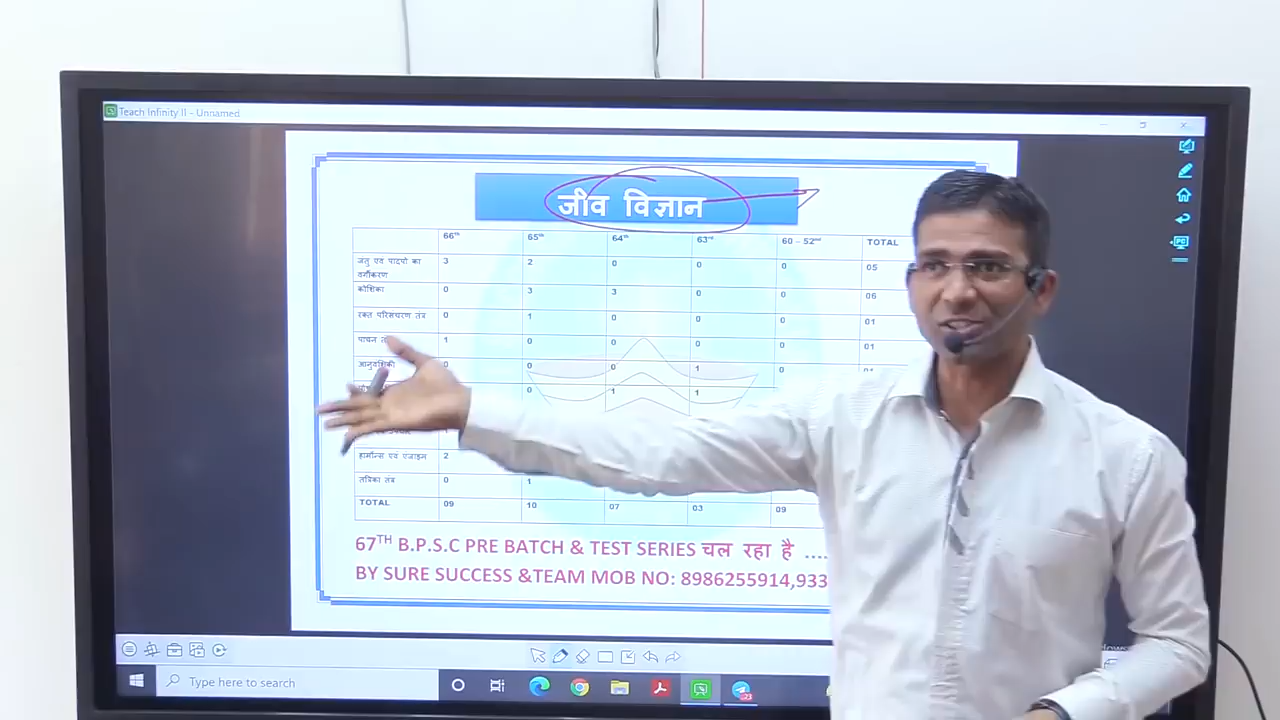 Teach Infinity II - Unnamed
जीव विज्ञान
66th 65th 64th 63rd 60 – 52nd TOTAL
जंतु एवं पादपो का 3 2 0 0 0 05
वर्गीकरण
कोशिका 0 3 3 0 0 06
रक्त परिसंचरण तंत्र 0 1 0 0 0 01
पाचन 1 0 0 0 0 01
आनुवंशिकी 0 0 0 1 0
0 1 1
हार्मोन्स एवं एंजाइम 2
तंत्रिका तंत्र 0 1
TOTAL 09 10 07 03 09
67TH B.P.S.C PRE BATCH & TEST SERIES चल रहा है ....
BY SURE SUCCESS &TEAM MOB NO: 8986255914,933
Type here to search